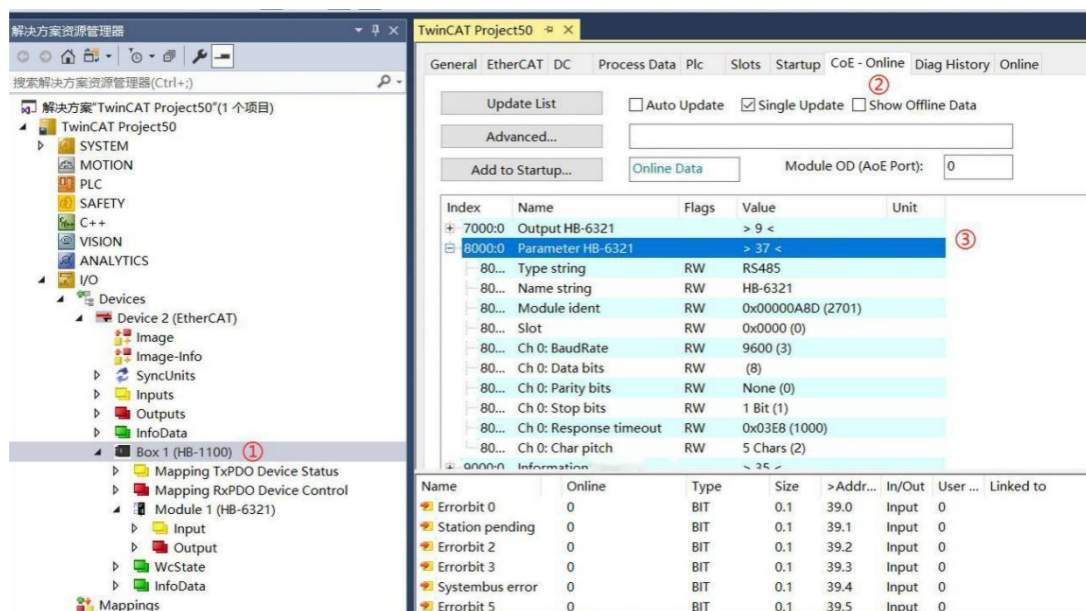 解决方案资源管理器
搜索解决方案资源管理器(Ctrl+;)
解决方案"TwinCAT Project50"(1 个项目)
TwinCAT Project50
SYSTEM
MOTION
PLC
SAFETY
C++
VISION
ANALYTICS
I/O
Devices
Device 2 (EtherCAT)
Image
Image-Info
SyncUnits
Inputs
Outputs
InfoData
Box 1 (HB-1100) ①
Mapping TxPDO Device Status
Mapping RxPDO Device Control
Module 1 (HB-6321)
Input
Output
WcState
InfoData
Mappings
TwinCAT Project50
General EtherCAT DC Process Data Plc Slots Startup CoE - Online Diag History Online
②
Update List Auto Update Single Update Show Offline Data
Advanced...
Add to Startup... Online Data Module OD (AoE Port): 0
Index Name Flags Value Unit
7000:0 Output HB-6321 > 9 <
8000:0 Parameter HB-6321 > 37 <
③
80... Type string RW RS485
80... Name string RW HB-6321
80... Module ident RW 0x00000A8D (2701)
80... Slot RW 0x0000 (0)
80... Ch 0: BaudRate RW 9600 (3)
80... Ch 0: Data bits RW (8)
80... Ch 0: Parity bits RW None (0)
80... Ch 0: Stop bits RW 1 Bit (1)
80... Ch 0: Response timeout RW 0x03E8 (1000)
80... Ch 0: Char pitch RW 5 Chars (2)
9000:0 Information > 35 <
Name Online Type Size >Addr... In/Out User ... Linked to
Errorbit 0 0 BIT 0.1 39.0 Input 0
Station pending 0 BIT 0.1 39.1 Input 0
Errorbit 2 0 BIT 0.1 39.2 Input 0
Errorbit 3 0 BIT 0.1 39.3 Input 0
Systembus error 0 BIT 0.1 39.4 Input 0
Errorbit 5 0 BIT 0.1 39.5 Input 0